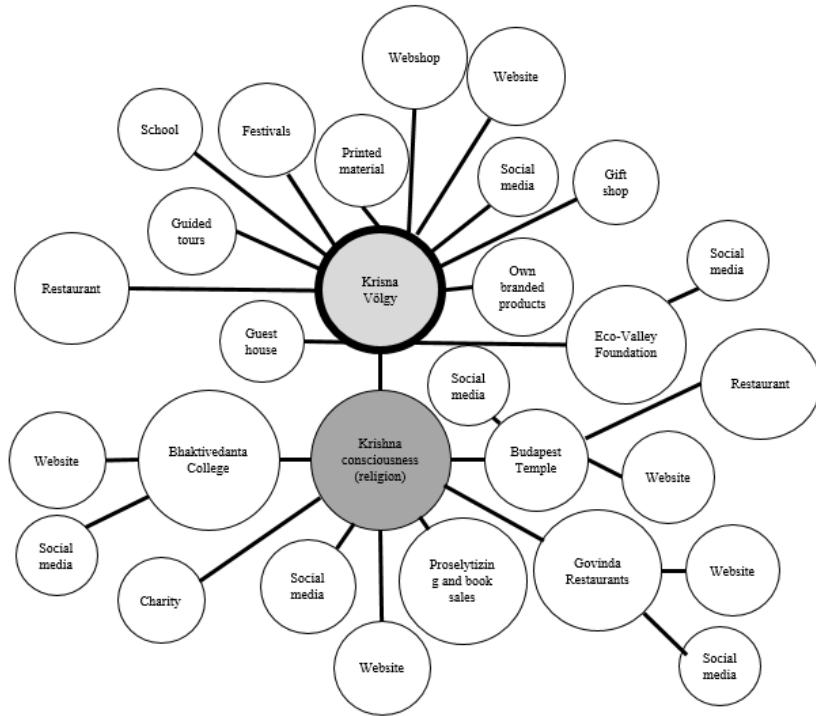 Webshop
Website
School
Festivals
Printed
material
Social
media
Gift
shop
Guided
tours
Social
media
Restaurant
Krisna
Völgy
Own
branded
products
Guest
house
Eco-Valley
Foundation
Social
media
Restaurant
Website
Bhaktivedanta
College
Krishna
consciousness
(religion)
Budapest
Temple
Website
Social
media
Charity
Social
media
Proselytizin
g and book
sales
Govinda
Restaurants
Website
Website
Social
media